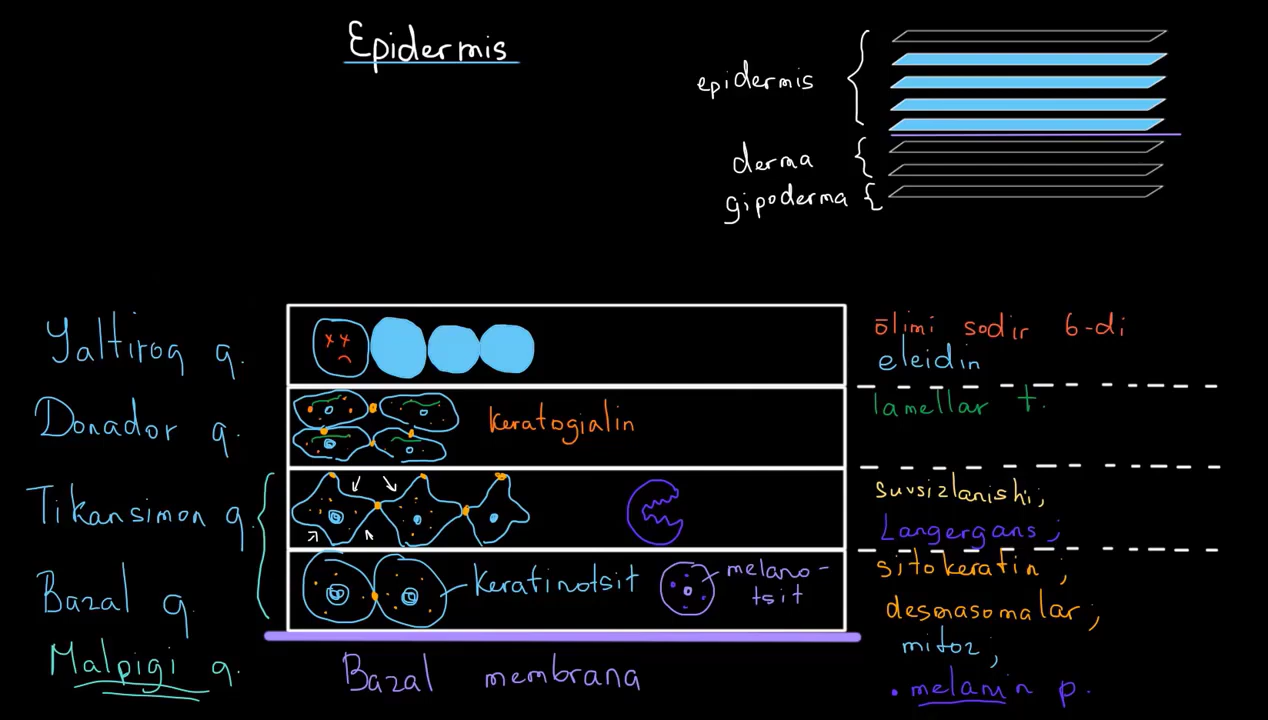 Epidermis
epidermis
derma
gipoderma
Yaltiroq q.
ōlimi sodir b-di
eleidin
Donador q.
keratogialin
lamellar t.
Tikansimon q
suvsizlanishi;
Langergans;
Bazal q.
keratinotsit
melano-
tsit
sitokeratin;
desmasomalar;
mitoz;
Malpigi q.
Bazal membrana
• melanin p.